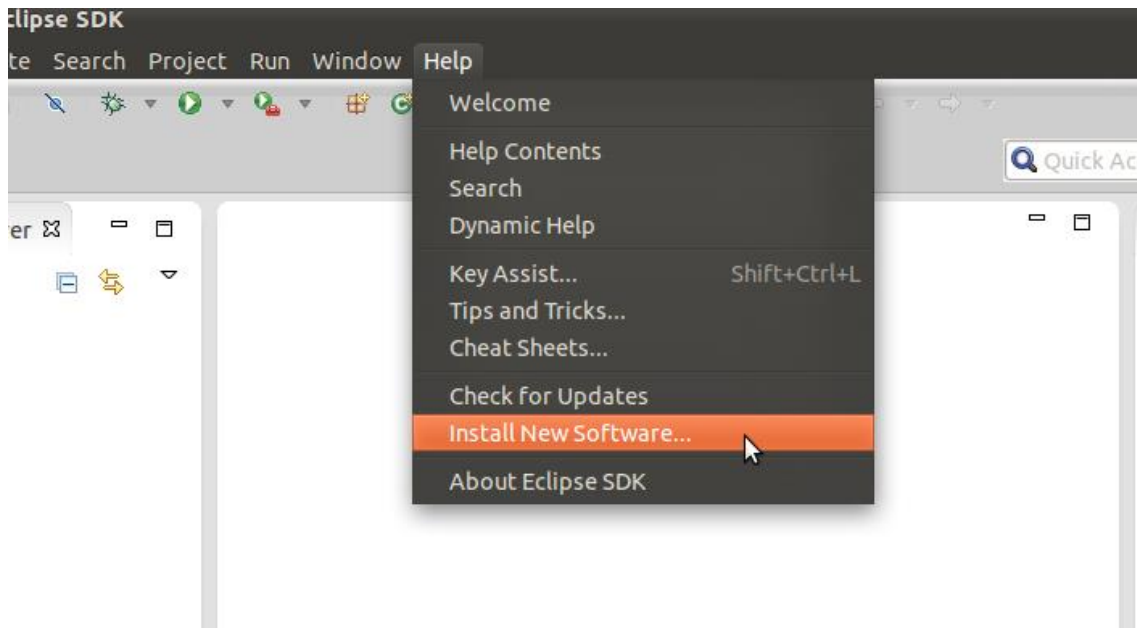 clipse SDK
te Search Project Run Window Help
Welcome
Quick Ac
Help Contents
Search
Dynamic Help
er
Key Assist... Shift+Ctrl+L
Tips and Tricks...
Cheat Sheets...
Check for Updates
Install New Software...
About Eclipse SDK